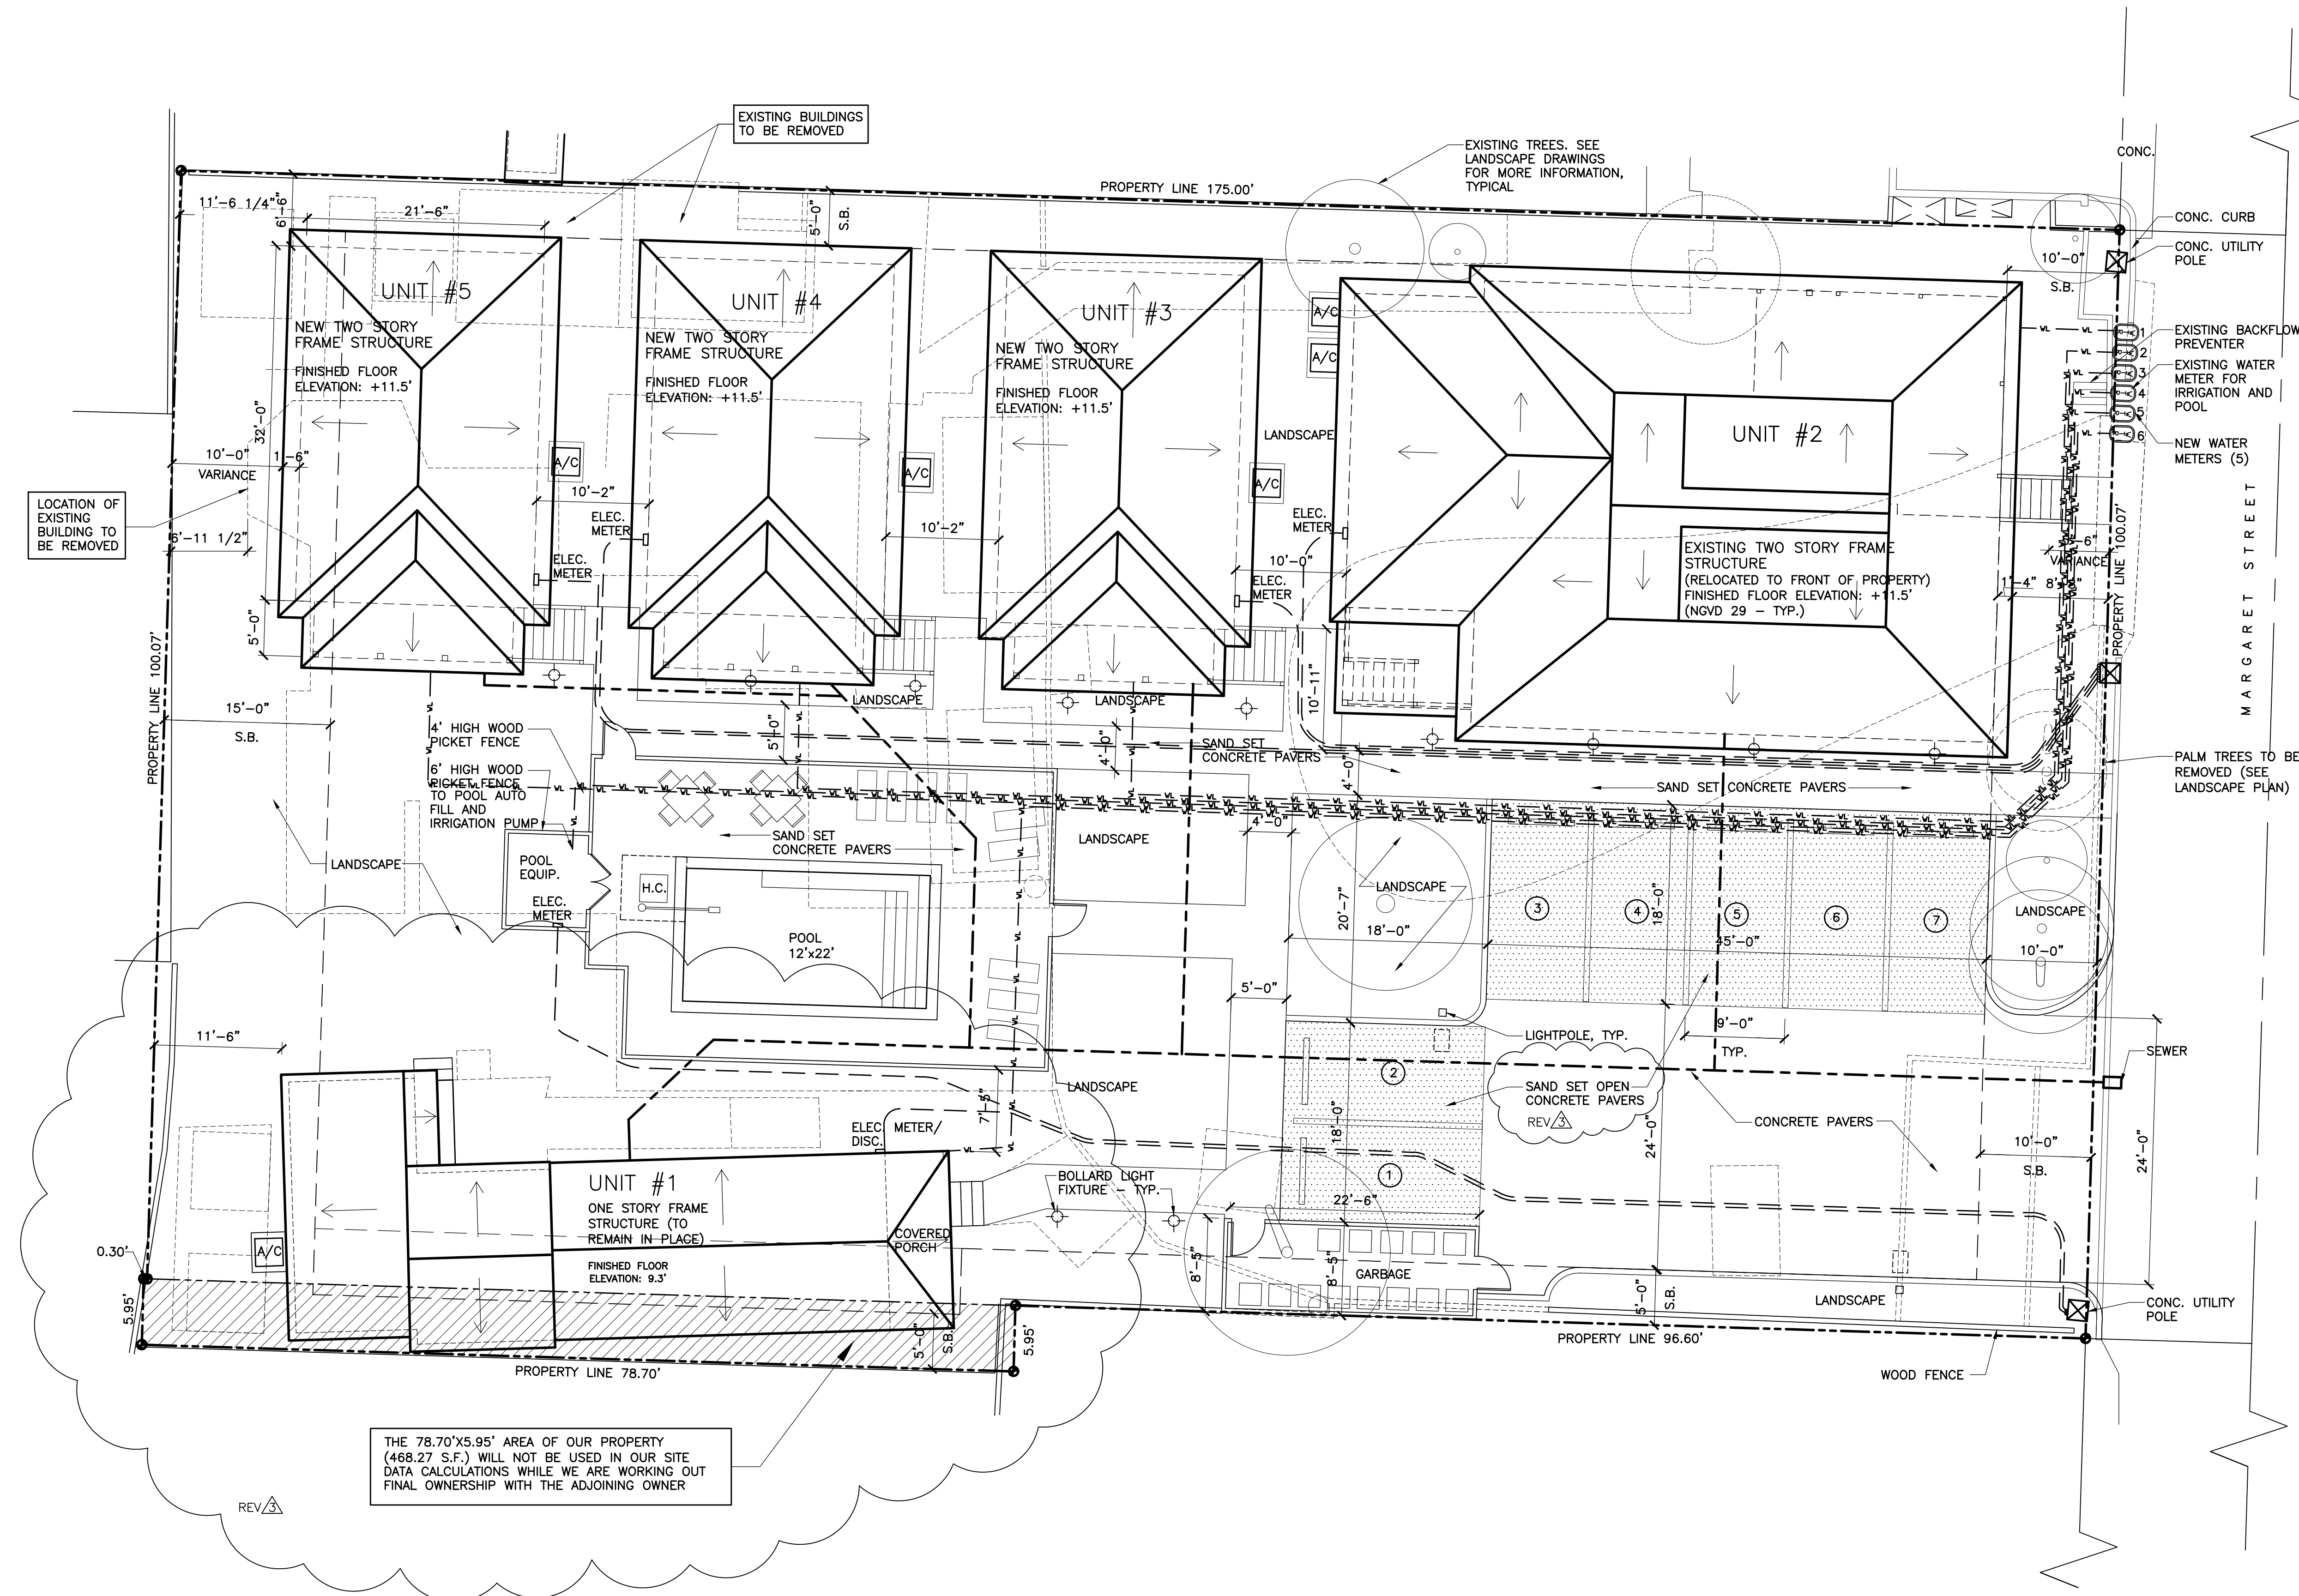 EXISTING BUILDINGS
TO BE REMOVED
EXISTING TREES. SEE
LANDSCAPE DRAWINGS
FOR MORE INFORMATION,
TYPICAL
CONC.
PROPERTY LINE 175.00'
CONC. CURB
CONC. UTILITY
POLE
11'-6 1/4"
6'-6"
21'-6"
5'-0"
S.B.
10'-0"
S.B.
UNIT #5
NEW TWO STORY
FRAME STRUCTURE
FINISHED FLOOR
ELEVATION: +11.5'
UNIT #4
NEW TWO STORY
FRAME STRUCTURE
FINISHED FLOOR
ELEVATION: +11.5'
UNIT #3
NEW TWO STORY
FRAME STRUCTURE
FINISHED FLOOR
ELEVATION: +11.5'
A/C
A/C
LANDSCAPE
UNIT #2
EXISTING TWO STORY FRAME
STRUCTURE
(RELOCATED TO FRONT OF PROPERTY)
FINISHED FLOOR ELEVATION: +11.5'
(NGVD 29 – TYP.)
1
2
3
4
5
6
EXISTING BACKFLOW
PREVENTER
EXISTING WATER
METER FOR
IRRIGATION AND
POOL
NEW WATER
METERS (5)
MARGARET STREET
PROPERTY LINE 100.07'
VARIANCE
1'-4"
32'-0"
10'-0"
VARIANCE
1'-6"
6'-11 1/2"
LOCATION OF
EXISTING
BUILDING TO
BE REMOVED
A/C
A/C
A/C
10'-2"
10'-2"
10'-0"
ELEC.
METER
ELEC.
METER
ELEC.
METER
ELEC.
METER
5'-0"
10'-11"
PROPERTY LINE 100.07'
15'-0"
S.B.
4' HIGH WOOD
PICKET FENCE
6' HIGH WOOD
PICKET FENCE
TO POOL AUTO
FILL AND
IRRIGATION PUMP
LANDSCAPE
LANDSCAPE
5'-0"
4'-0"
4'-0"
SAND SET
CONCRETE PAVERS
SAND SET CONCRETE PAVERS
PALM TREES TO BE
REMOVED (SEE
LANDSCAPE PLAN)
SAND SET
CONCRETE PAVERS
LANDSCAPE
4'-0"
LANDSCAPE
POOL
EQUIP.
ELEC.
METER
H.C.
POOL
12'x22'
LANDSCAPE
20'-7"
18'-0"
3
4
18'-0"
5
6
7
45'-0"
LANDSCAPE
10'-0"
5'-0"
LIGHTPOLE, TYP.
9'-0"
TYP.
SEWER
11'-6"
LANDSCAPE
7'-5"
2
18'-0"
1
SAND SET OPEN
CONCRETE PAVERS
REV 3
CONCRETE PAVERS
24'-0"
10'-0"
S.B.
24'-0"
ELEC. METER/
DISC.
UNIT #1
ONE STORY FRAME
STRUCTURE (TO
REMAIN IN PLACE)
FINISHED FLOOR
ELEVATION: 9.3'
COVERED
PORCH
BOLLARD LIGHT
FIXTURE – TYP.
22'-6"
8'-5"
8'-5"
GARBAGE
A/C
0.30'
5.95'
5'-0"
S.B.
5.95'
PROPERTY LINE 78.70'
5'-0"
S.B.
LANDSCAPE
CONC. UTILITY
POLE
PROPERTY LINE 96.60'
WOOD FENCE
THE 78.70'X5.95' AREA OF OUR PROPERTY
(468.27 S.F.) WILL NOT BE USED IN OUR SITE
DATA CALCULATIONS WHILE WE ARE WORKING OUT
FINAL OWNERSHIP WITH THE ADJOINING OWNER
REV 3